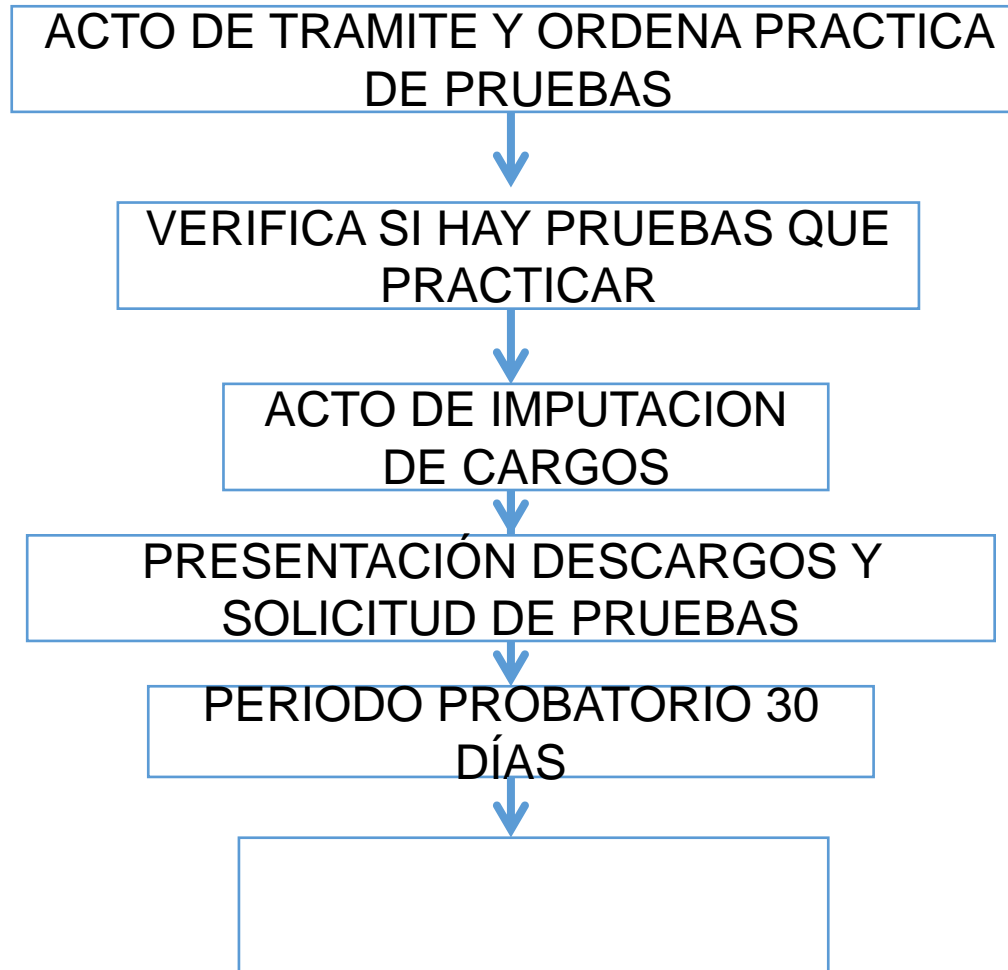 ACTO DE TRAMITE Y ORDENA PRACTICA
DE PRUEBAS
VERIFICA SI HAY PRUEBAS QUE
PRACTICAR
ACTO DE IMPUTACION
DE CARGOS
PRESENTACIÓN DESCARGOS Y
SOLICITUD DE PRUEBAS
PERIODO PROBATORIO 30
DÍAS